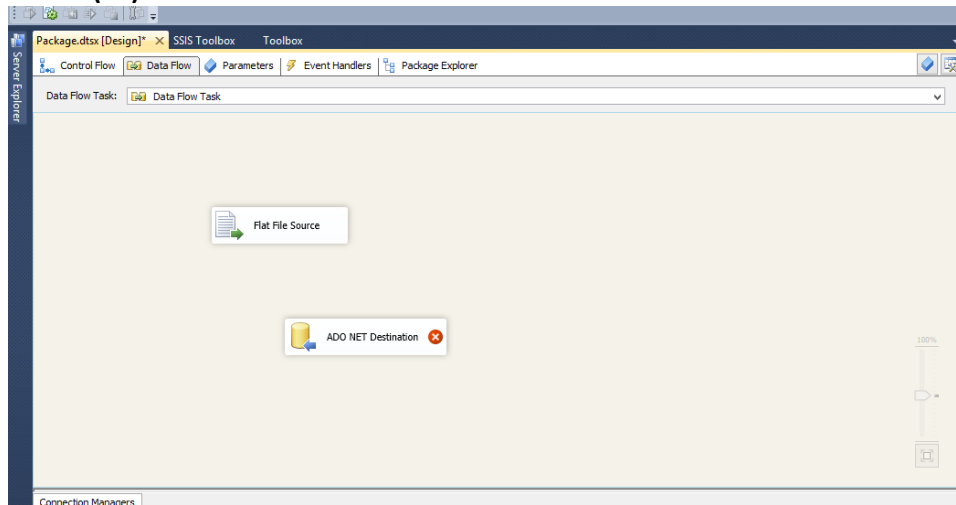 Package.dtsx [Design]* SSIS Toolbox Toolbox
Server Explorer
Control Flow Data Flow Parameters Event Handlers Package Explorer
Data Flow Task: Data Flow Task
Flat File Source
ADO NET Destination
100%
Connection Managers